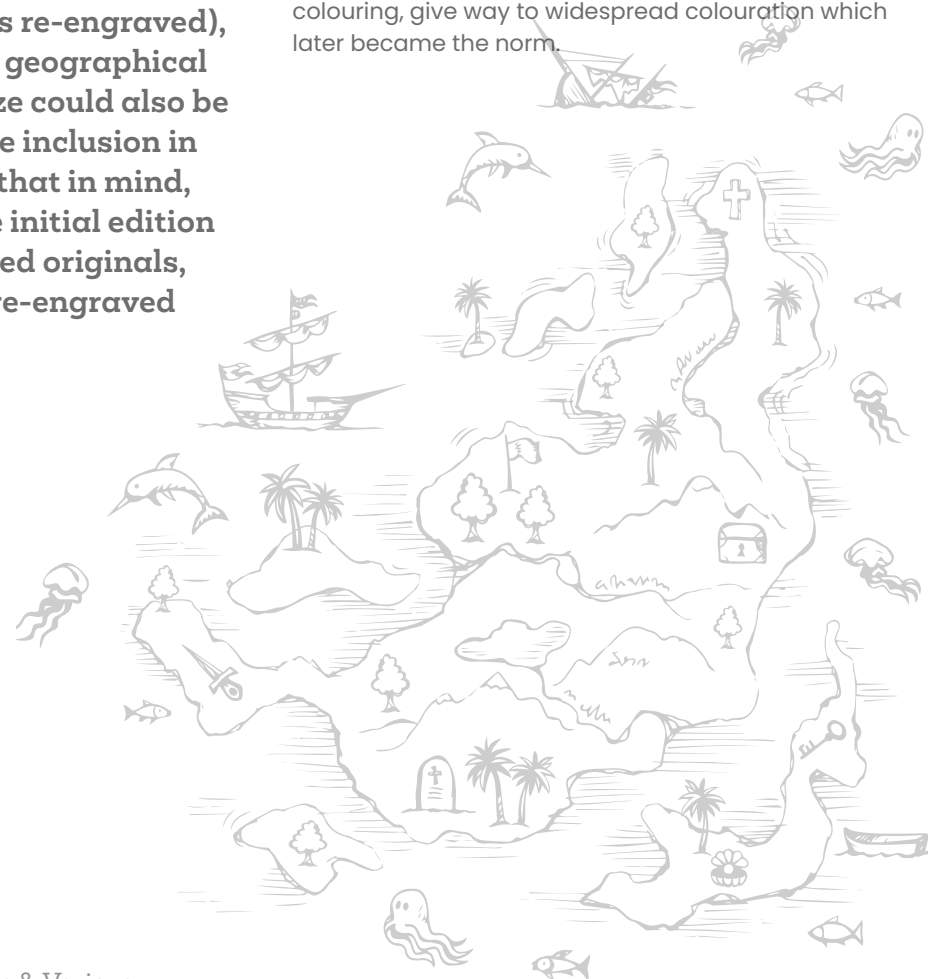 s re-engraved),
geographical
ze could also be
e inclusion in
that in mind,
e initial edition
ed originals,
re-engraved
colouring, give way to widespread colouration which
later became the norm.